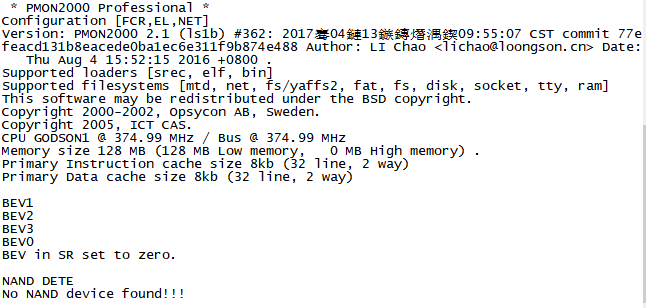 * PMON2000 Professional *
Configuration [FCR,EL,NET]
Version: PMON2000 2.1 (ls1b) #362: 2017骞04鏈13鏃鏄熸湡鍥09:55:07 CST commit 77e
feacd131b8eacede0ba1ec6e311f9b874e488 Author: LI Chao <lichao@loongson.cn> Date:
Thu Aug 4 15:52:15 2016 +0800 .
Supported loaders [srec, elf, bin]
Supported filesystems [mtd, net, fs/yaffs2, fat, fs, disk, socket, tty, ram]
This software may be redistributed under the BSD copyright.
Copyright 2000-2002, Opsycon AB, Sweden.
Copyright 2005, ICT CAS.
CPU GODSON1 @ 374.99 MHz / Bus @ 374.99 MHz
Memory size 128 MB (128 MB Low memory, 0 MB High memory) .
Primary Instruction cache size 8kb (32 line, 2 way)
Primary Data cache size 8kb (32 line, 2 way)
BEV1
BEV2
BEV3
BEV0
BEV in SR set to zero.
NAND DETE
No NAND device found!!!